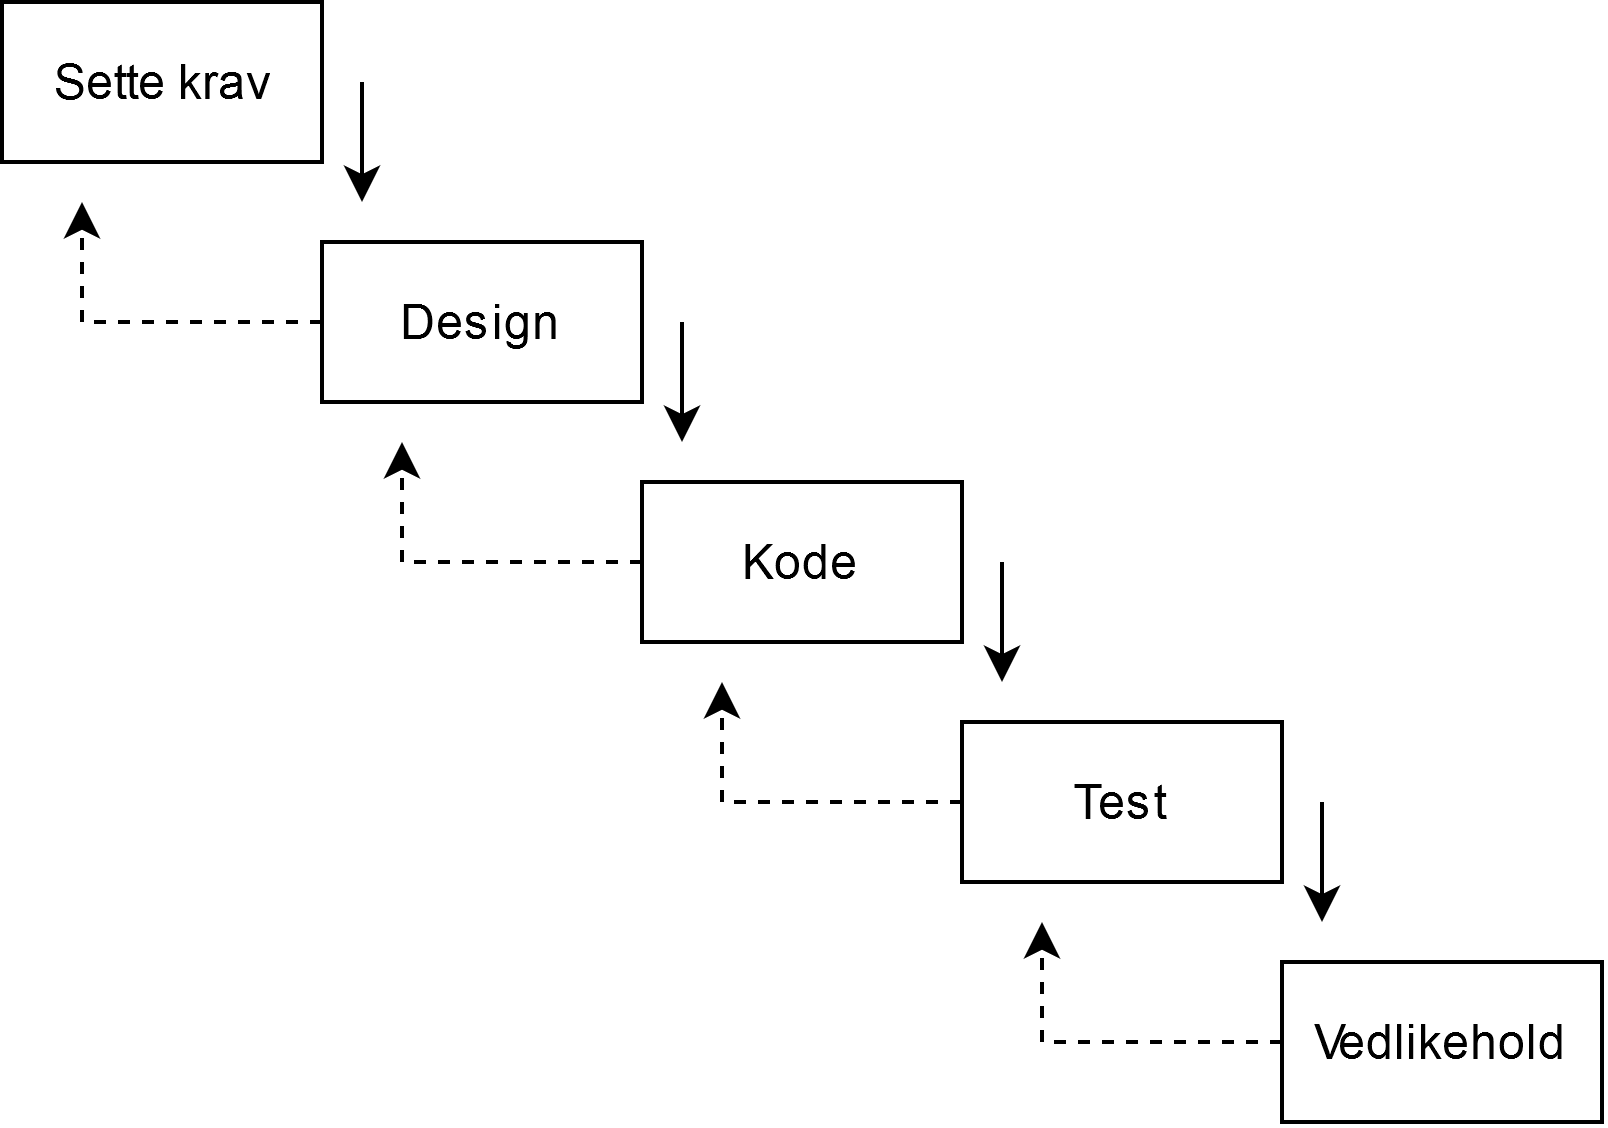 Sette krav
Design
Kode
Test
Vedlikehold